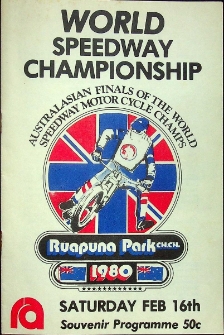 WORLD
SPEEDWAY
CHAMPIONSHIP
AUSTRALASIAN FINALS OF THE WORLD
SPEEDWAY MOTOR CYCLE CHAMPS
Ruapuna Park CH.CH.
1980
ra
SATURDAY FEB 16th
Souvenir Programme 50c